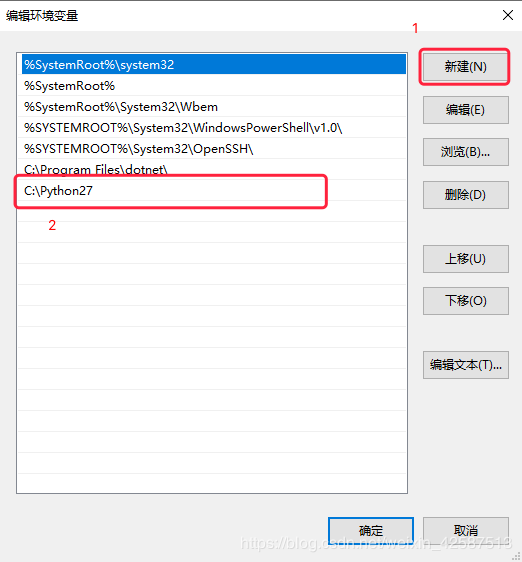 编辑环境变量
1
%SystemRoot%\system32
新建(N)
%SystemRoot%
%SystemRoot%\System32\Wbem
编辑(E)
%SYSTEMROOT%\System32\WindowsPowerShell\v1.0\
%SYSTEMROOT%\System32\OpenSSH\
浏览(B)...
C:\Program Files\dotnet\
C:\Python27
删除(D)
2
上移(U)
下移(O)
编辑文本(T)...
确定
取消
https://blog.csdn.net/weixin_42587513